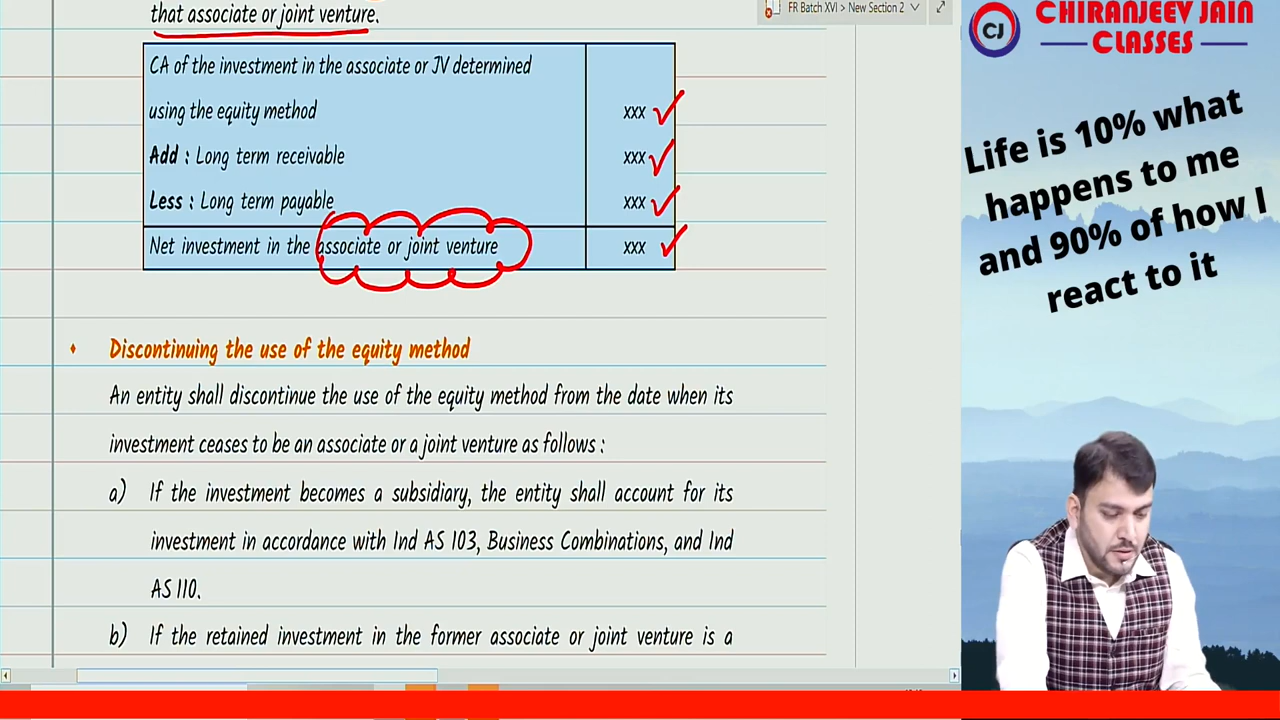 that associate or joint venture.
FR Batch XVI > New Section 2
CA of the investment in the associate or JV determined
using the equity method xxx
Add : Long term receivable xxx
Less : Long term payable xxx
Net investment in the associate or joint venture xxx
♦ Discontinuing the use of the equity method
An entity shall discontinue the use of the equity method from the date when its
investment ceases to be an associate or a joint venture as follows :
a) If the investment becomes a subsidiary, the entity shall account for its
investment in accordance with Ind AS 103, Business Combinations, and Ind
AS 110.
b) If the retained investment in the former associate or joint venture is a
CJ
CHIRANJEEV JAIN
CLASSES
Life is 10% what
happens to me
and 90% of how I
react to it